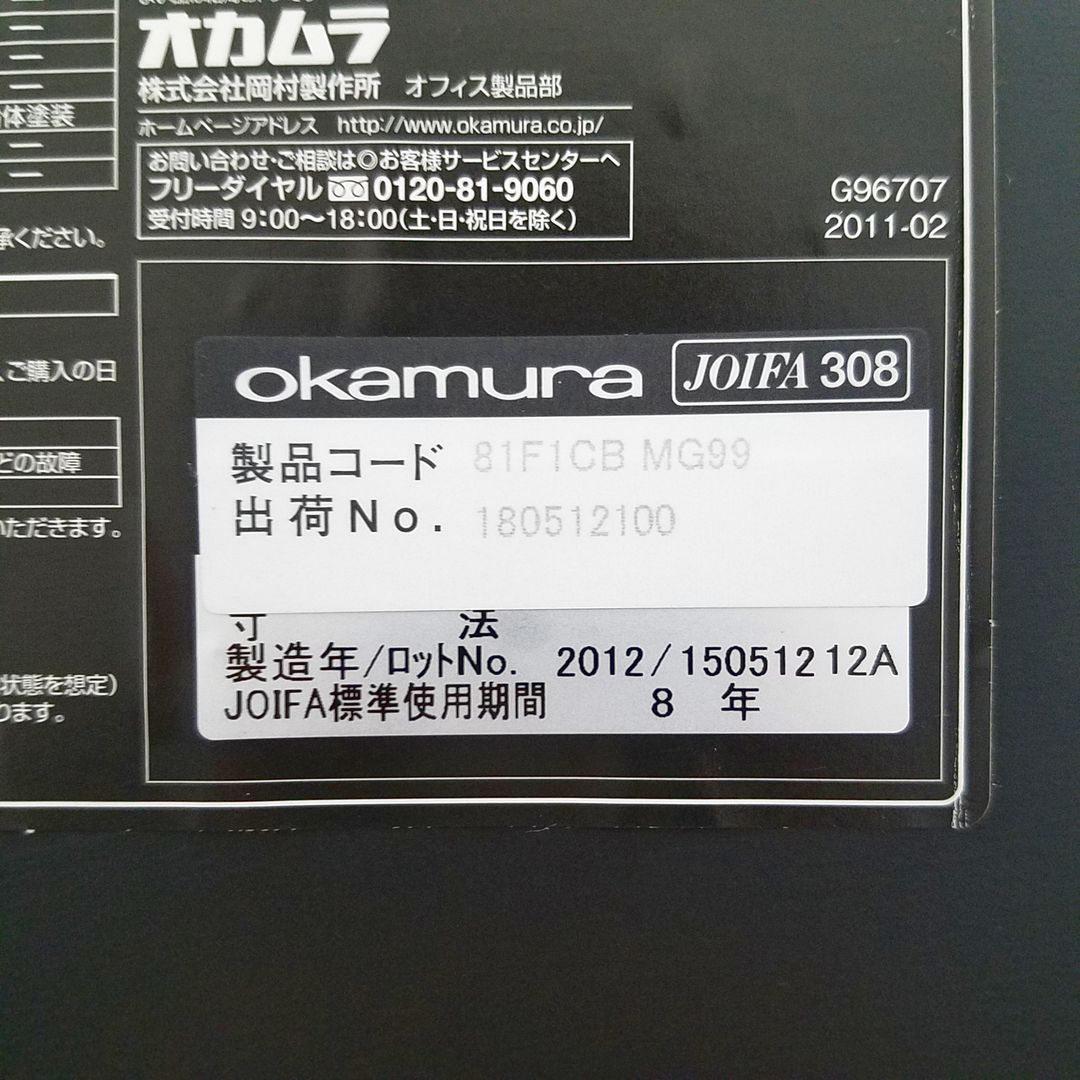 オカムラ
株式会社岡村製作所 オフィス製品部
ホームページアドレス http://www.okamura.co.jp/
お問い合わせ・ご相談は◎お客様サービスセンターへ
フリーダイヤル 0120-81-9060
受付時間 9:00〜18:00(土・日・祝日を除く)
G96707
2011-02
体塗装
承ください。
、ご購入の日
どの故障
いただきます。
状態を想定)
ります。
okamura JOIFA 308
製品コード 81F1CB MG99
出荷No. 180512100
寸 法
製造年/ロットNo. 2012/15051212A
JOIFA標準使用期間 8 年